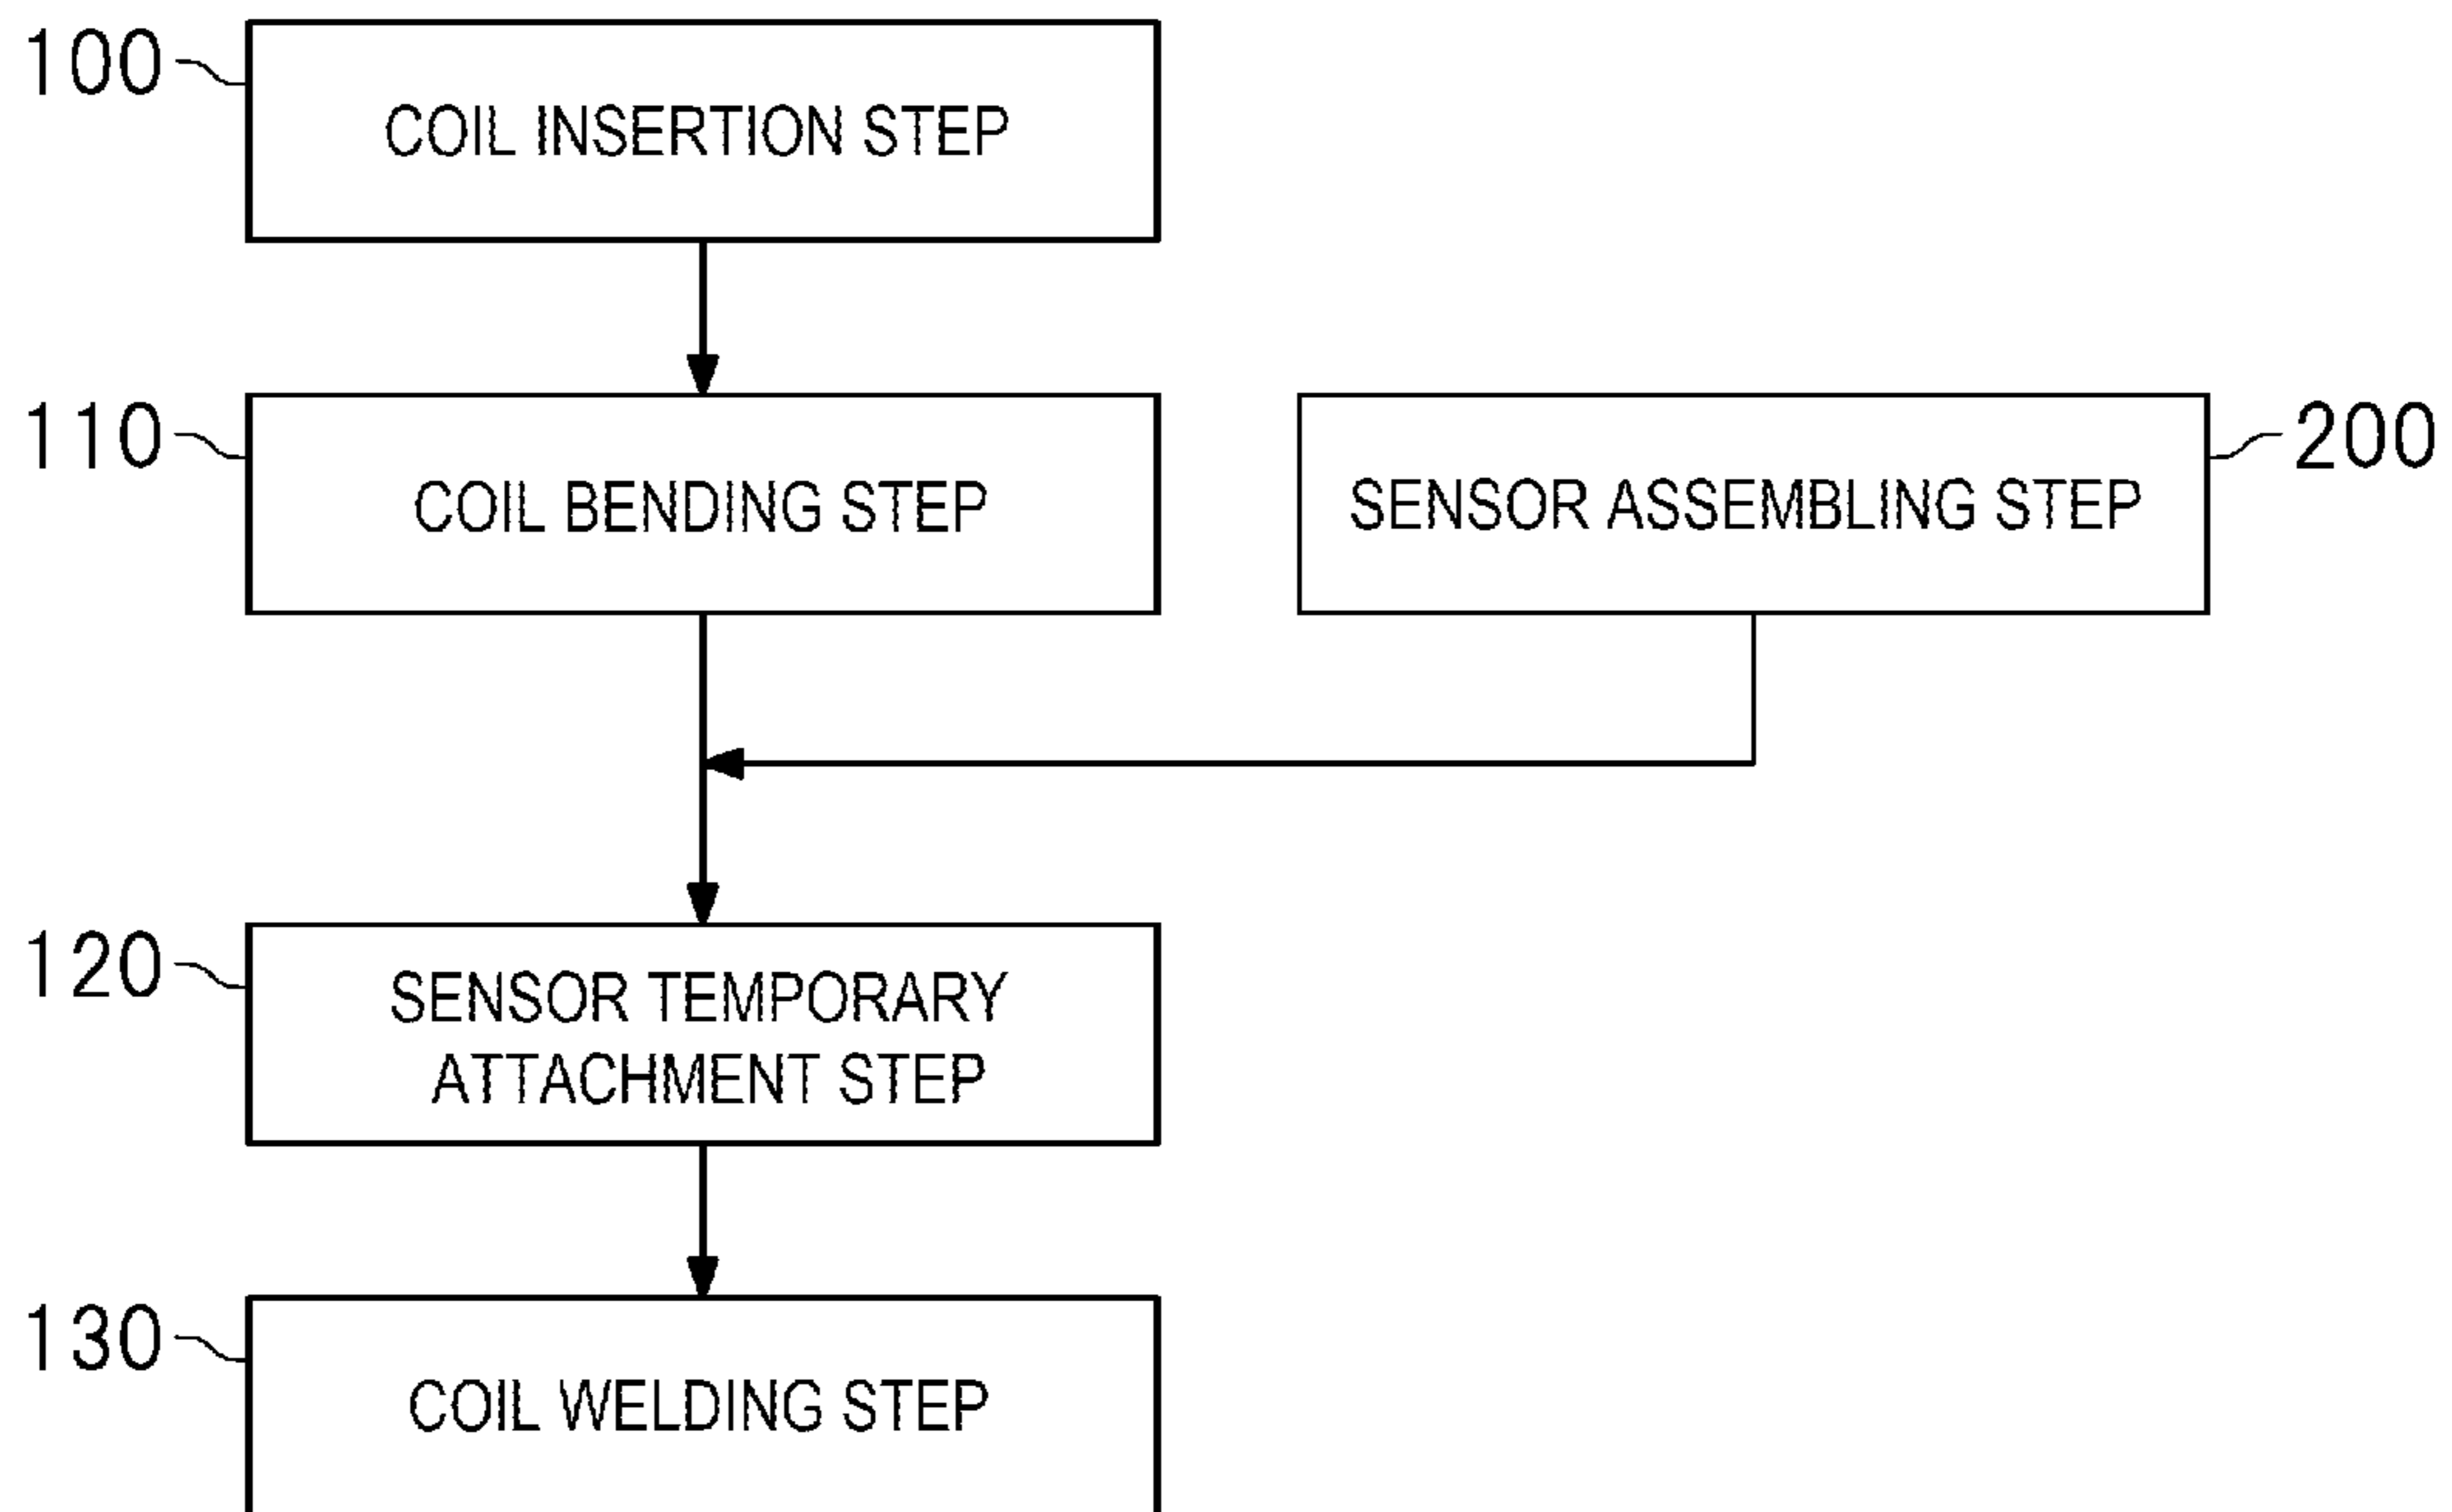 100
COIL INSERTION STEP
110
COIL BENDING STEP
SENSOR ASSEMBLING STEP
200
120
SENSOR TEMPORARY
ATTACHMENT STEP
130
COIL WELDING STEP